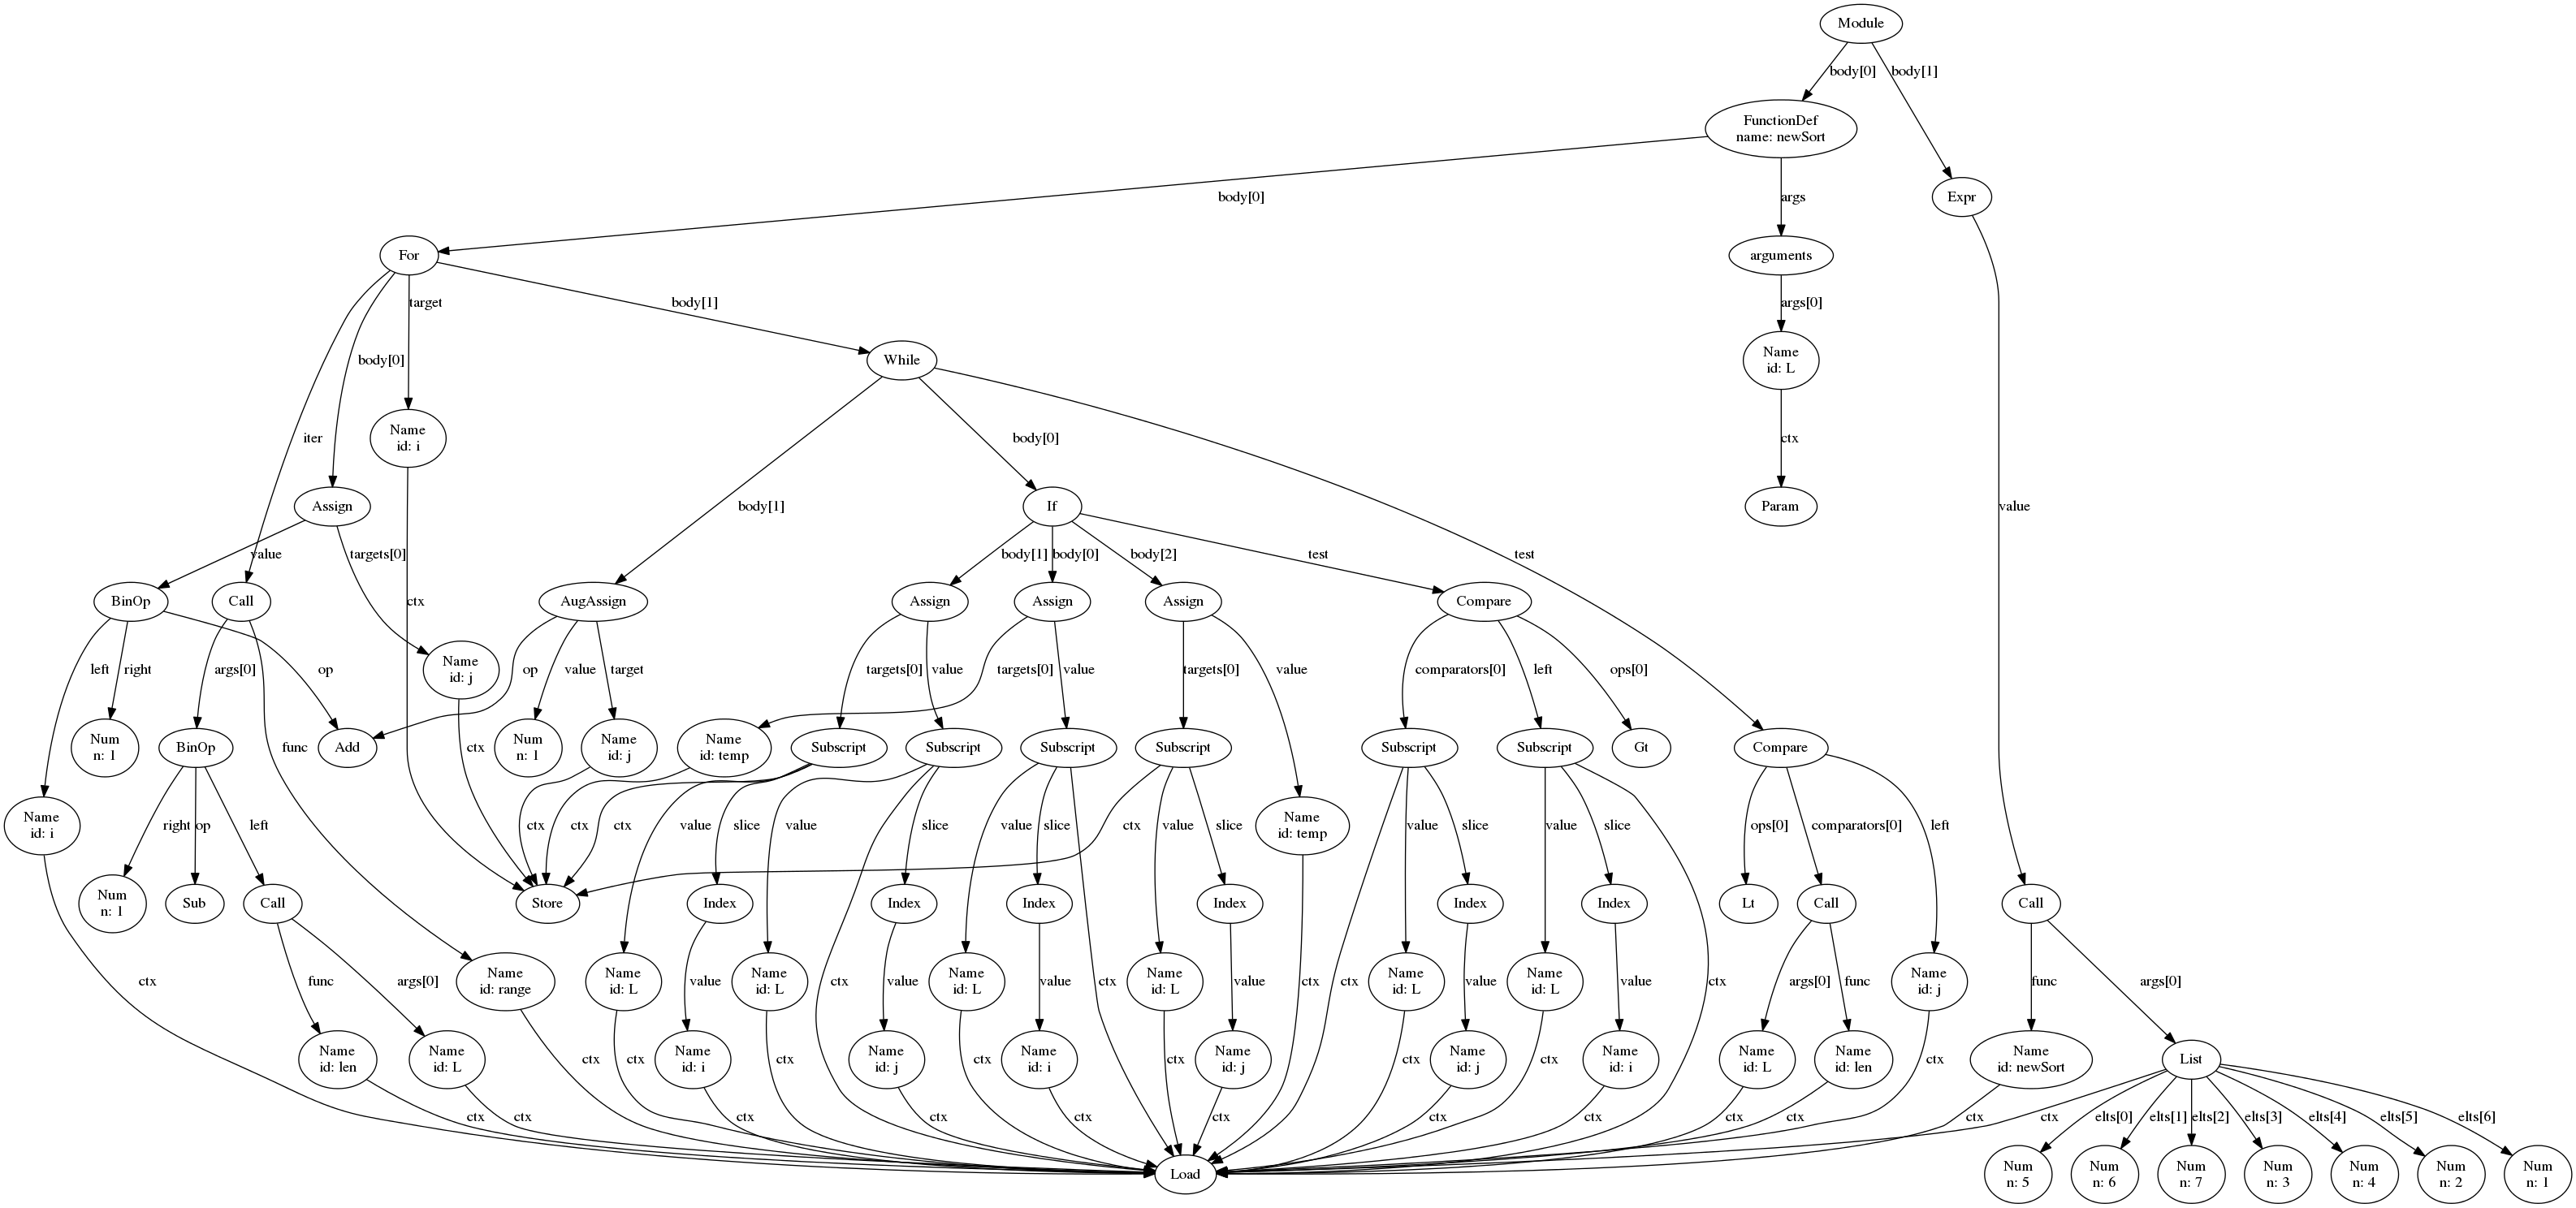 Module
body[0]
body[1]
FunctionDef
name: newSort
body[0]
args
Expr
For
arguments
target
body[1]
args[0]
body[0]
While
Name
id: L
iter
Name
id: i
body[0]
ctx
Assign
body[1]
If
Param
value
value
targets[0]
body[1]
body[0]
body[2]
test
test
BinOp
Call
ctx
AugAssign
Assign
Assign
Assign
Compare
left
right
op
args[0]
Name
id: j
op
value
target
targets[0]
value
targets[0]
value
targets[0]
value
comparators[0]
left
ops[0]
Num
n: 1
BinOp
func
Add
ctx
Num
n: 1
Name
id: j
Name
id: temp
Subscript
Subscript
Subscript
Subscript
Subscript
Subscript
Gt
Compare
Name
id: i
right
op
left
ctx
ctx
ctx
value
slice
value
slice
value
slice
ctx
value
slice
Name
id: temp
value
slice
value
slice
ops[0]
comparators[0]
left
Num
n: 1
Sub
Call
Store
Index
Index
Index
Index
Index
Index
Lt
Call
Call
ctx
func
args[0]
Name
id: range
Name
id: L
value
Name
id: L
ctx
value
Name
id: L
value
ctx
Name
id: L
value
ctx
ctx
Name
id: L
value
Name
id: L
value
ctx
args[0]
func
Name
id: j
func
args[0]
Name
id: len
Name
id: L
ctx
ctx
Name
id: i
ctx
Name
id: j
ctx
Name
id: i
ctx
Name
id: j
ctx
Name
id: j
ctx
Name
id: i
Name
id: L
Name
id: len
ctx
Name
id: newSort
List
ctx
ctx
ctx
ctx
ctx
ctx
ctx
ctx
ctx
ctx
ctx
ctx
elts[0]
elts[1]
elts[2]
elts[3]
elts[4]
elts[5]
elts[6]
Load
Num
n: 5
Num
n: 6
Num
n: 7
Num
n: 3
Num
n: 4
Num
n: 2
Num
n: 1